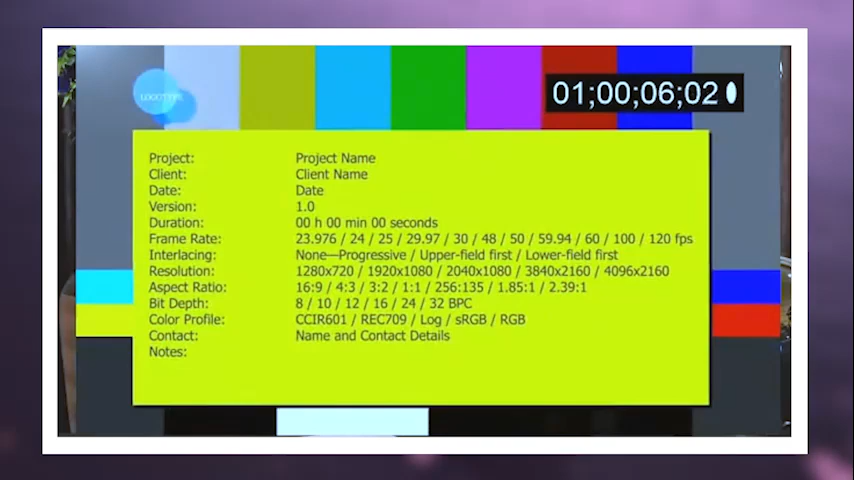 LOGOTYPE
01;00;06;02
Project: Project Name
Client: Client Name
Date: Date
Version: 1.0
Duration: 00 h 00 min 00 seconds
Frame Rate: 23.976 / 24 / 25 / 29.97 / 30 / 48 / 50 / 59.94 / 60 / 100 / 120 fps
Interlacing: None—Progressive / Upper-field first / Lower-field first
Resolution: 1280x720 / 1920x1080 / 2040x1080 / 3840x2160 / 4096x2160
Aspect Ratio: 16:9 / 4:3 / 3:2 / 1:1 / 256:135 / 1.85:1 / 2.39:1
Bit Depth: 8 / 10 / 12 / 16 / 24 / 32 BPC
Color Profile: CCIR601 / REC709 / Log / sRGB / RGB
Contact: Name and Contact Details
Notes: